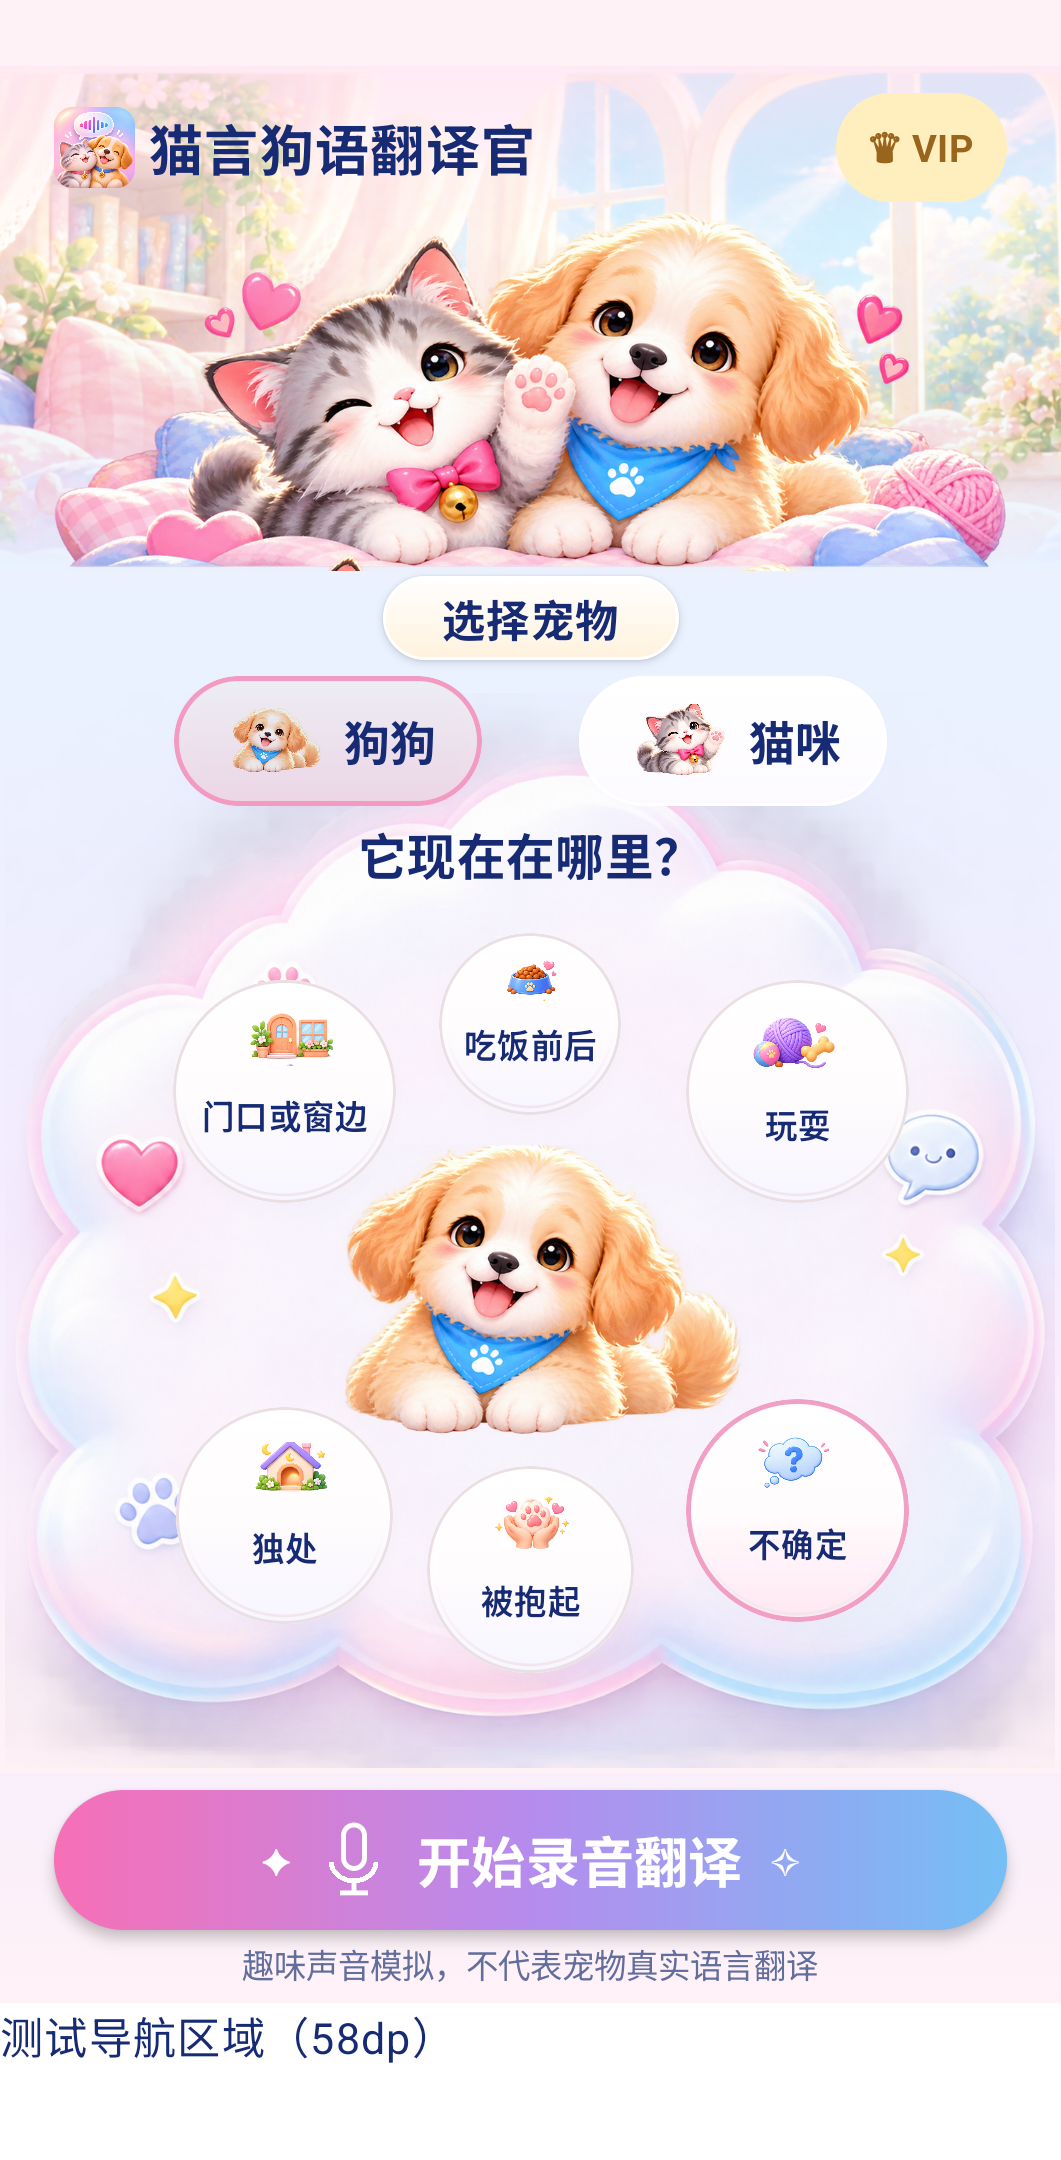 猫言狗语翻译官
VIP
选择宠物
狗狗
猫咪
它现在在哪里？
吃饭前后
门口或窗边
玩耍
独处
被抱起
?
不确定
开始录音翻译
趣味声音模拟，不代表宠物真实语言翻译
测试导航区域（58dp）